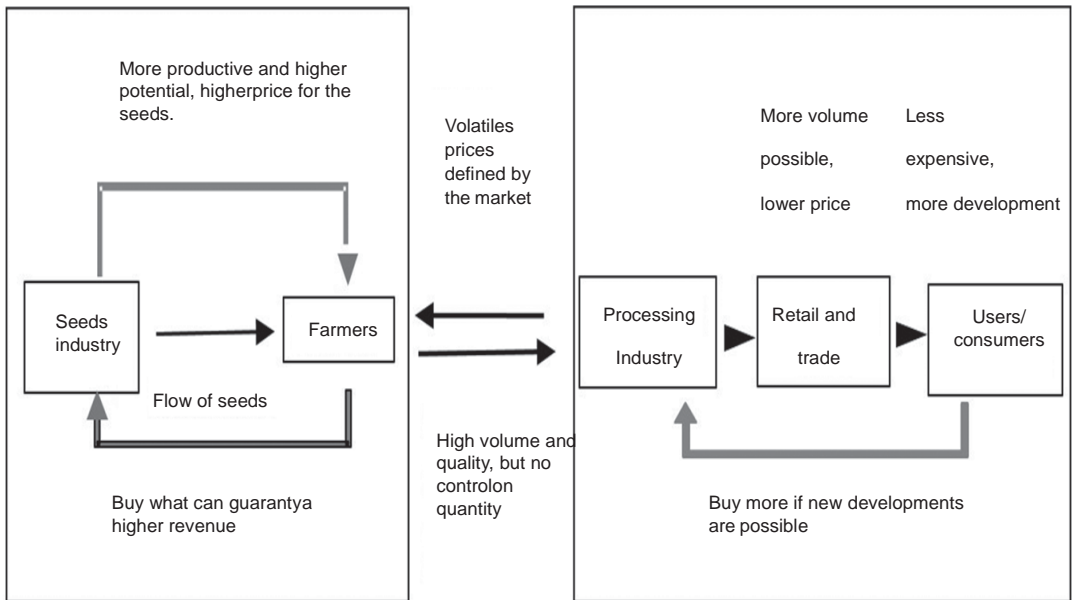 More productive and higher
potential, higherprice for the
seeds.
Seeds
industry
Farmers
Flow of seeds
Buy what can guarantya
higher revenue
Volatiles
prices
defined by
the market
High volume and
quality, but no
controlon
quantity
More volume
possible,
lower price
Less
expensive,
more development
Processing
Industry
Retail and
trade
Users/
consumers
Buy more if new developments
are possible